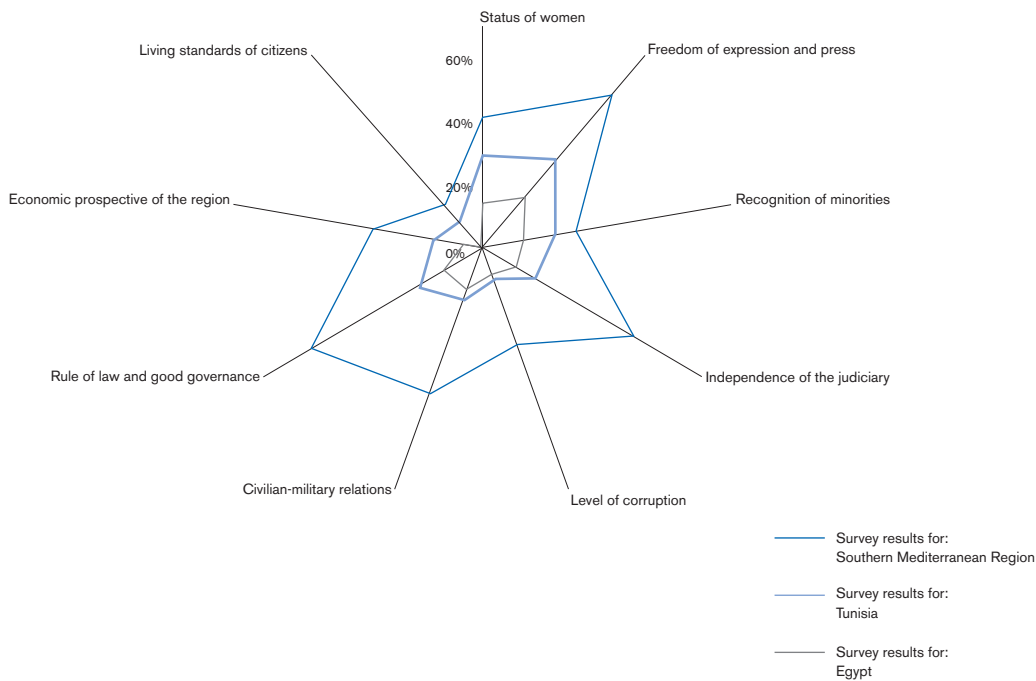 Status of women
Freedom of expression and press
Living standards of citizens
60%
40%
20%
0%
Economic prospective of the region
Recognition of minorities
Rule of law and good governance
Independence of the judiciary
Civilian-military relations
Level of corruption
Survey results for:
Southern Mediterranean Region
Survey results for:
Tunisia
Survey results for:
Egypt